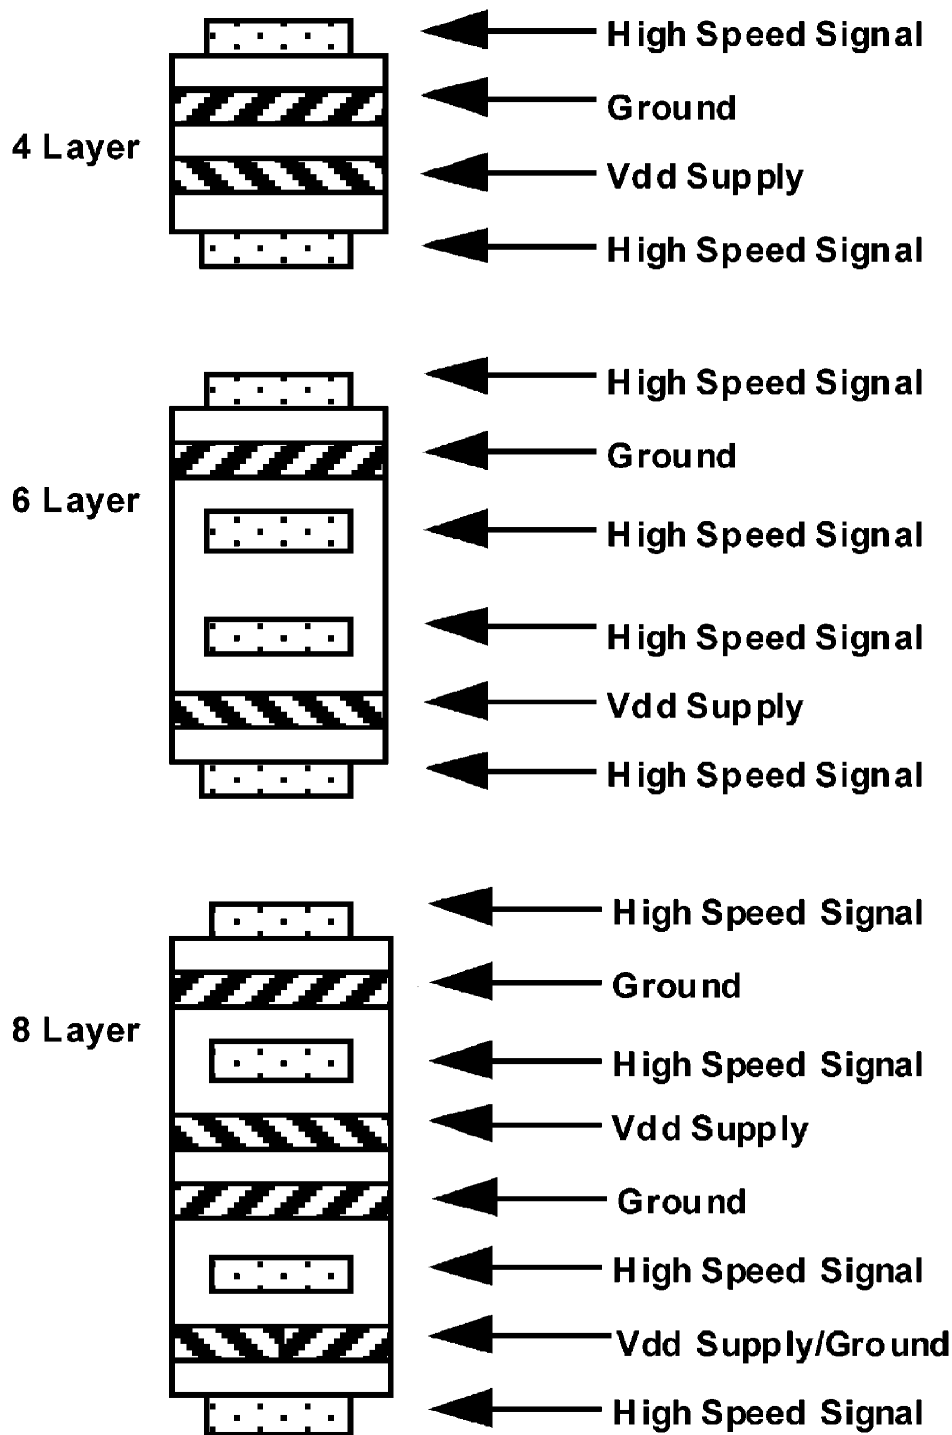 High Speed Signal
Ground
4 Layer
Vdd Supply
High Speed Signal
High Speed Signal
Ground
6 Layer
High Speed Signal
High Speed Signal
Vdd Supply
High Speed Signal
High Speed Signal
Ground
8 Layer
High Speed Signal
Vdd Supply
Ground
High Speed Signal
Vdd Supply/Ground
High Speed Signal